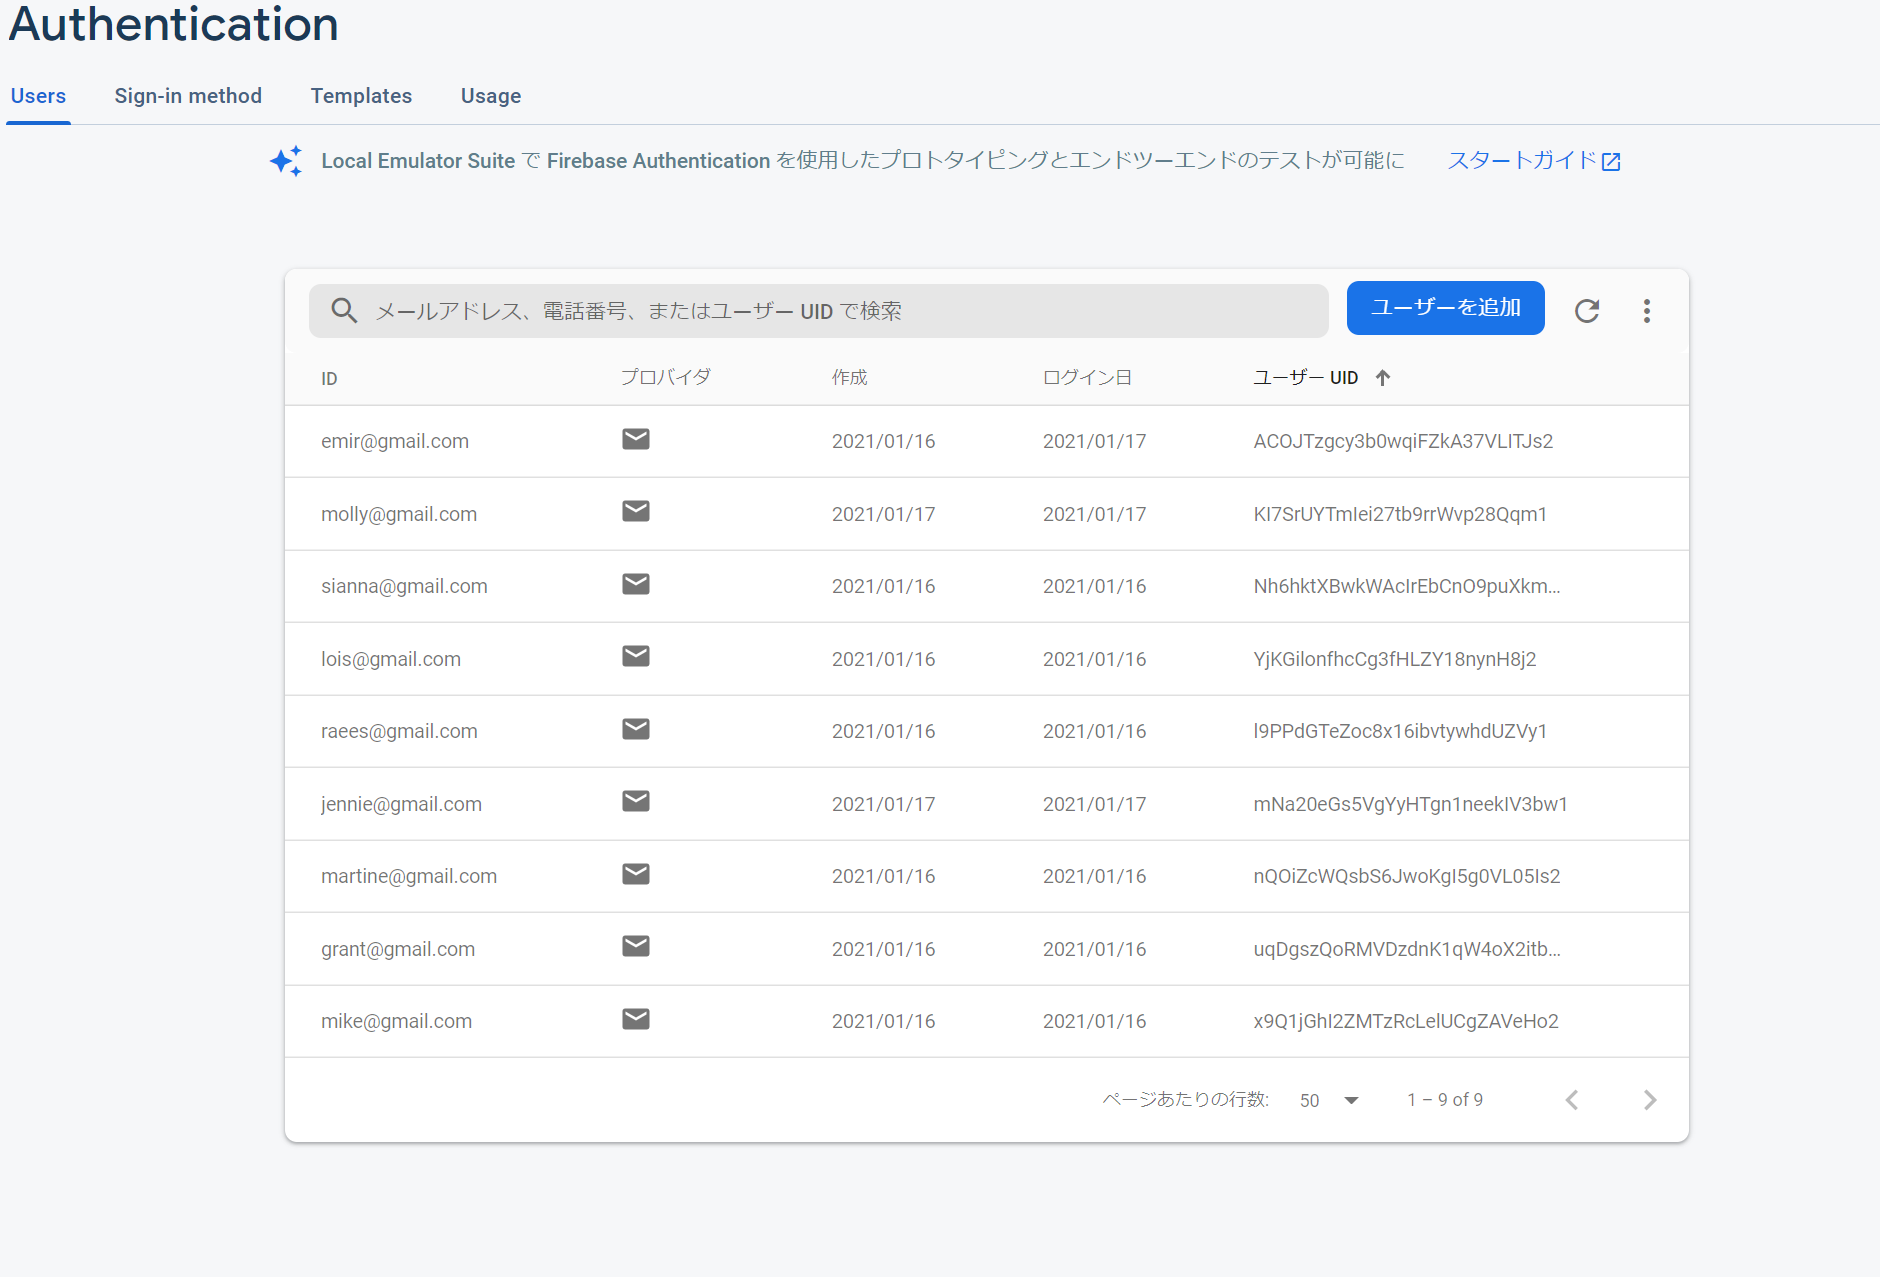 Authentication
Users Sign-in method Templates Usage
Local Emulator Suite で Firebase Authentication を使用したプロトタイピングとエンドツーエンドのテストが可能に スタートガイド
メールアドレス、電話番号、またはユーザー UID で検索 ユーザーを追加
ID プロバイダ 作成 ログイン日 ユーザー UID
emir@gmail.com 2021/01/16 2021/01/17 ACOJTzgcy3b0wqiFZkA37VLITJs2
molly@gmail.com 2021/01/17 2021/01/17 KI7SrUYTmIei27tb9rrWvp28Qqm1
sianna@gmail.com 2021/01/16 2021/01/16 Nh6hktXBwkWAcIrEbCnO9puXkm...
lois@gmail.com 2021/01/16 2021/01/16 YjKGilonfhcCg3fHLZY18nynH8j2
raees@gmail.com 2021/01/16 2021/01/16 l9PPdGTeZoc8x16ibvtywhdUZVy1
jennie@gmail.com 2021/01/17 2021/01/17 mNa20eGs5VgYyHTgn1neekIV3bw1
martine@gmail.com 2021/01/16 2021/01/16 nQOiZcWQsbS6JwoKgI5g0VL05Is2
grant@gmail.com 2021/01/16 2021/01/16 uqDgszQoRMVDzdnK1qW4oX2itb...
mike@gmail.com 2021/01/16 2021/01/16 x9Q1jGhI2ZMTzRcLelUCgZAVeHo2
ページあたりの行数: 50 1 – 9 of 9